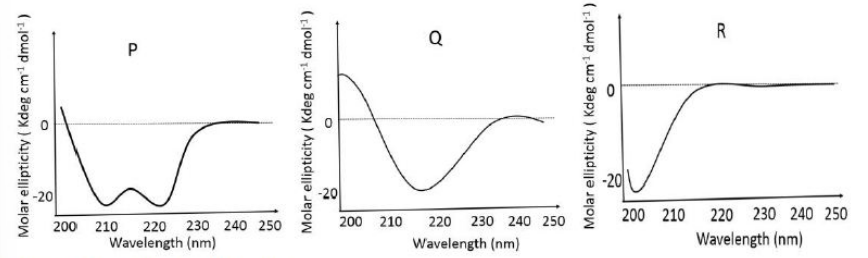 P
Molar ellipticity ( Kdeg cm⁻¹ dmol⁻¹ )
0
-20
200 210 220 230 240 250
Wavelength (nm)
Q
Molar ellipticity ( Kdeg cm⁻¹ dmol⁻¹ )
0
-20
200 210 220 230 240 250
Wavelength (nm)
R
Molar ellipticity ( Kdeg cm⁻¹ dmol⁻¹ )
0
-20
200 210 220 230 240 250
Wavelength (nm)